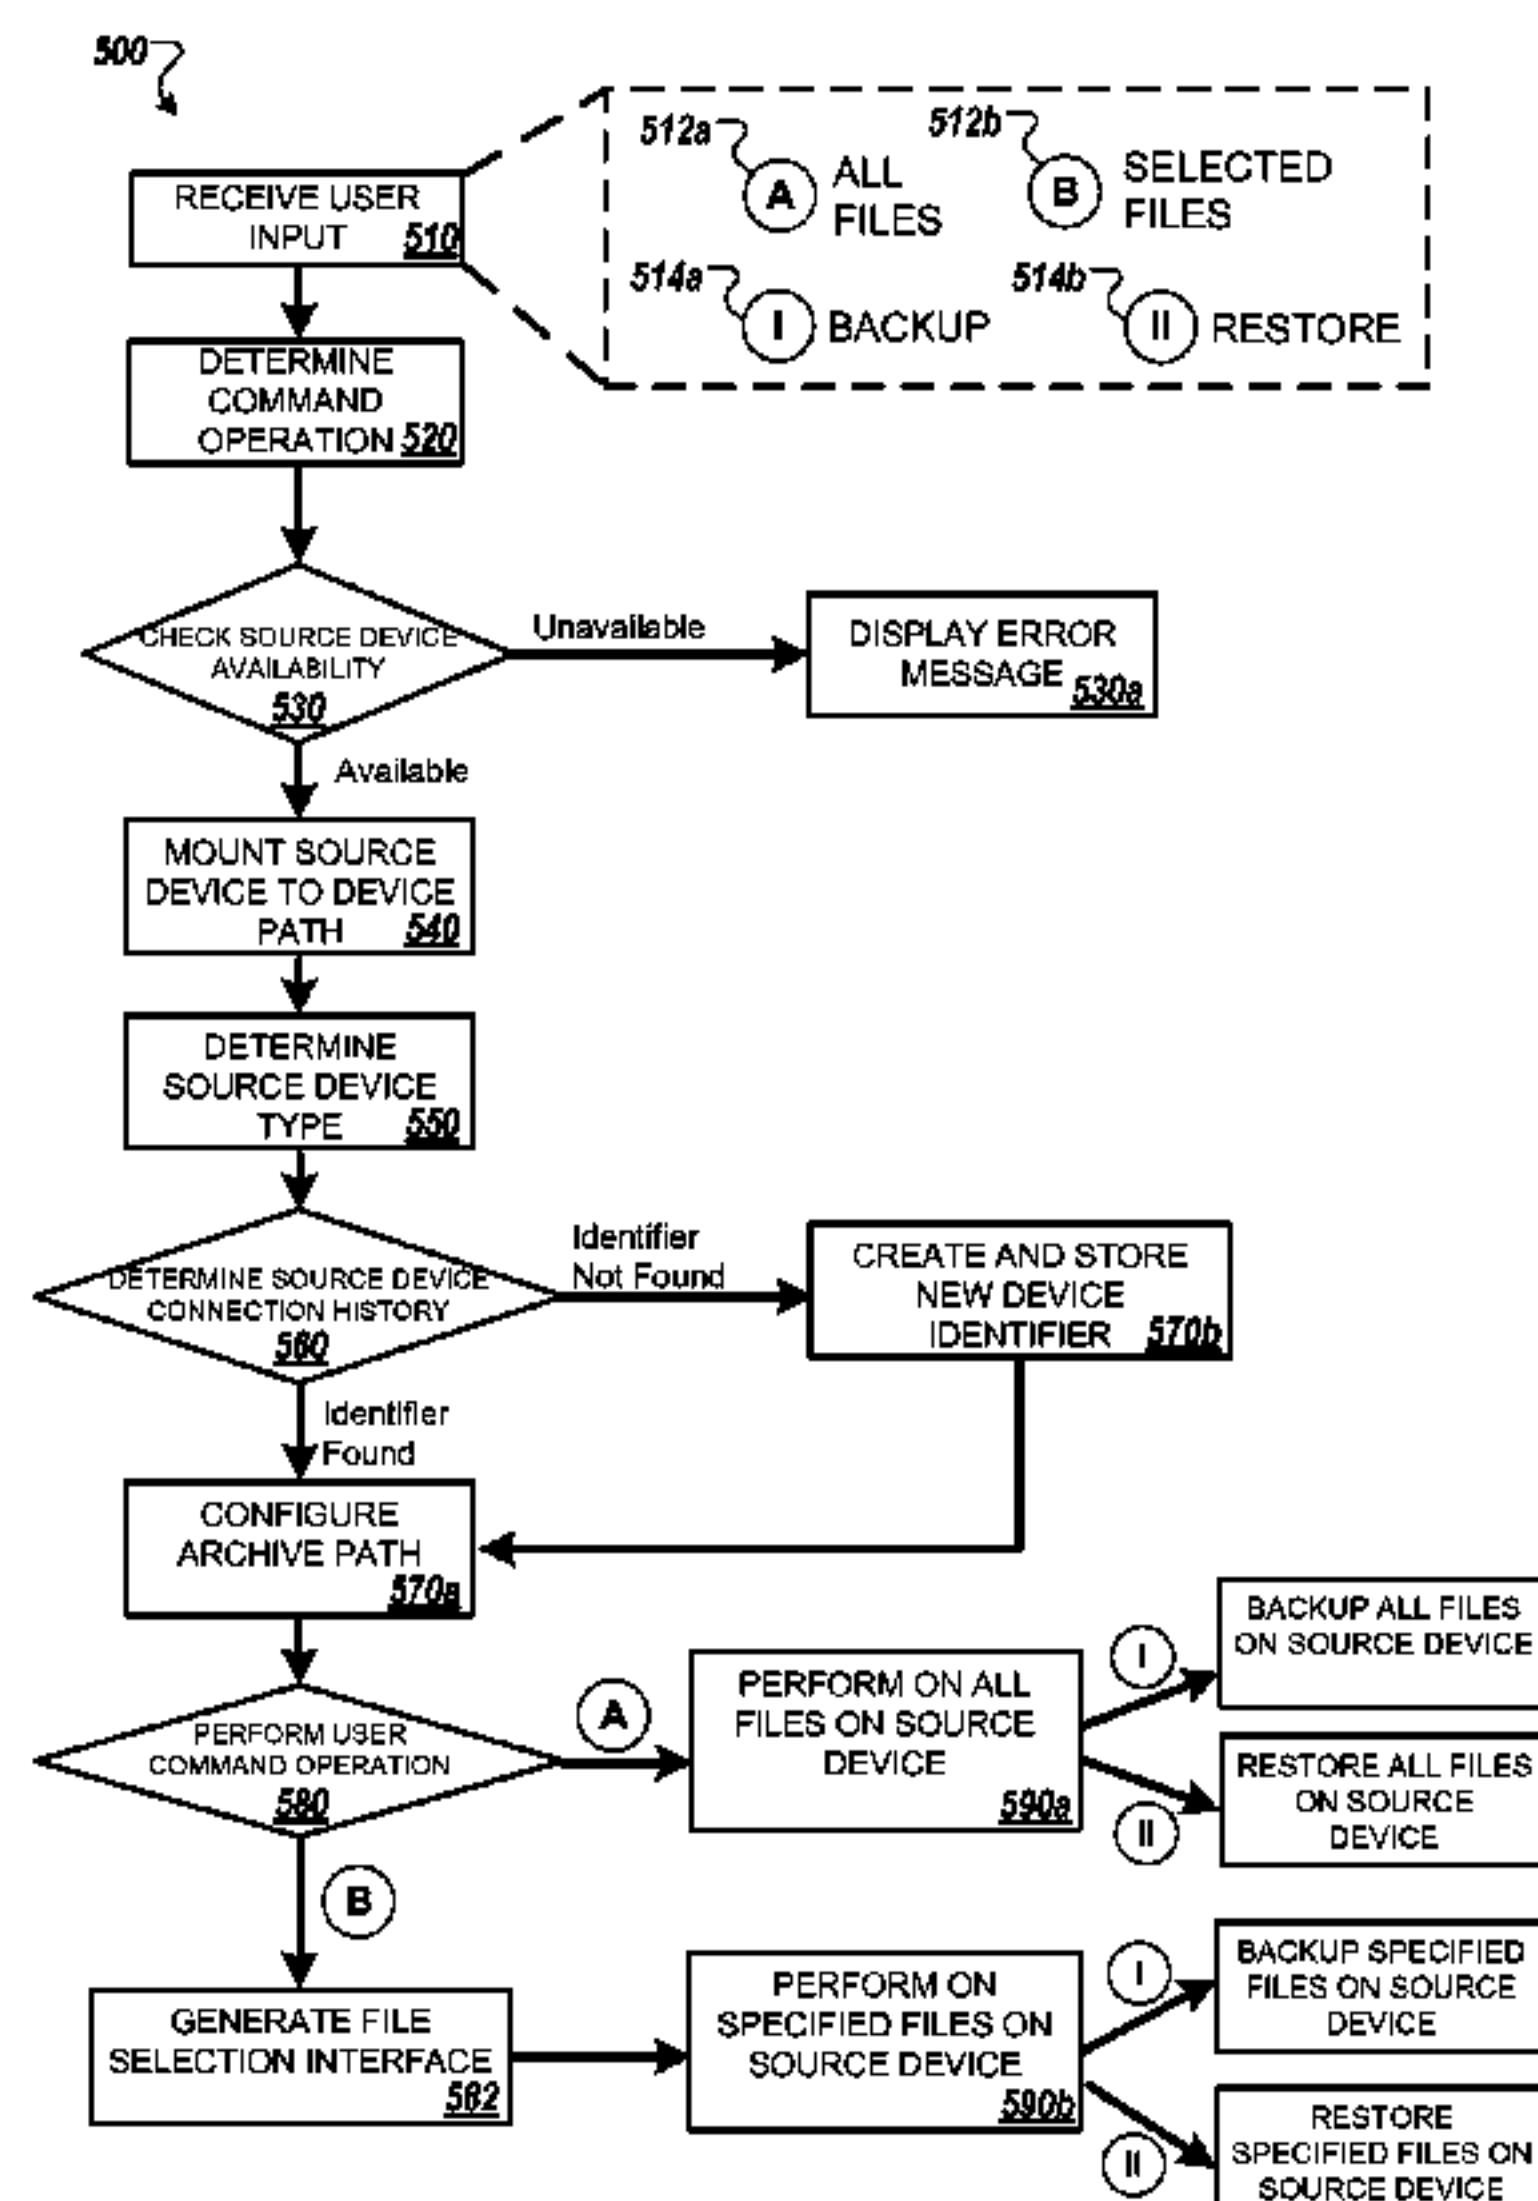 500
RECEIVE USER
INPUT 510
512a
A
ALL
FILES
512b
B
SELECTED
FILES
514a
I
BACKUP
514b
II
RESTORE
DETERMINE
COMMAND
OPERATION 520
CHECK SOURCE DEVICE
AVAILABILITY
530
Unavailable
DISPLAY ERROR
MESSAGE 530a
Available
MOUNT SOURCE
DEVICE TO DEVICE
PATH 540
DETERMINE
SOURCE DEVICE
TYPE 550
DETERMINE SOURCE DEVICE
CONNECTION HISTORY
560
Identifier
Not Found
CREATE AND STORE
NEW DEVICE
IDENTIFIER 570b
Identifier
Found
CONFIGURE
ARCHIVE PATH
570a
PERFORM USER
COMMAND OPERATION
580
A
PERFORM ON ALL
FILES ON SOURCE
DEVICE
590a
I
BACKUP ALL FILES
ON SOURCE DEVICE
II
RESTORE ALL FILES
ON SOURCE
DEVICE
B
GENERATE FILE
SELECTION INTERFACE
582
PERFORM ON
SPECIFIED FILES ON
SOURCE DEVICE
590b
I
BACKUP SPECIFIED
FILES ON SOURCE
DEVICE
II
RESTORE
SPECIFIED FILES ON
SOURCE DEVICE